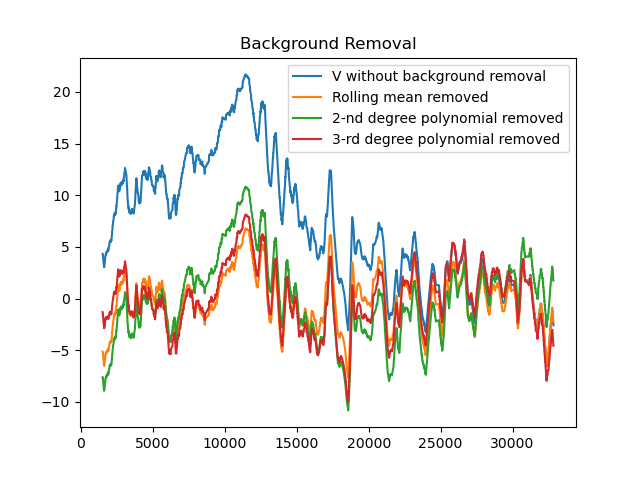 Background Removal
V without background removal
Rolling mean removed
2-nd degree polynomial removed
3-rd degree polynomial removed
20
15
10
5
0
−5
−10
0 5000 10000 15000 20000 25000 30000